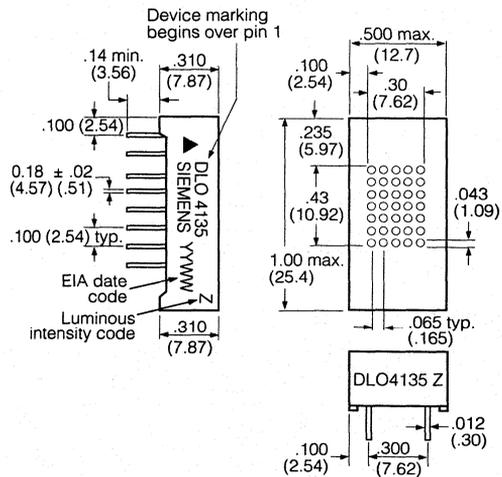 Device marking
begins over pin 1
.14 min.
(3.56)
.310
(7.87)
.500 max.
(12.7)
.100
(2.54)
.30
(7.62)
.100 (2.54)
.235
(5.97)
0.18 ± .02
(4.57) (.51)
DLO 4135
SIEMENS YYWW
Z
.43
(10.92)
.043
(1.09)
.100 (2.54) typ.
1.00 max.
(25.4)
EIA date
code
Luminous
intensity code
.310
(7.87)
.065 typ.
(.165)
DLO4135 Z
.012
(.30)
.100
(2.54)
.300
(7.62)